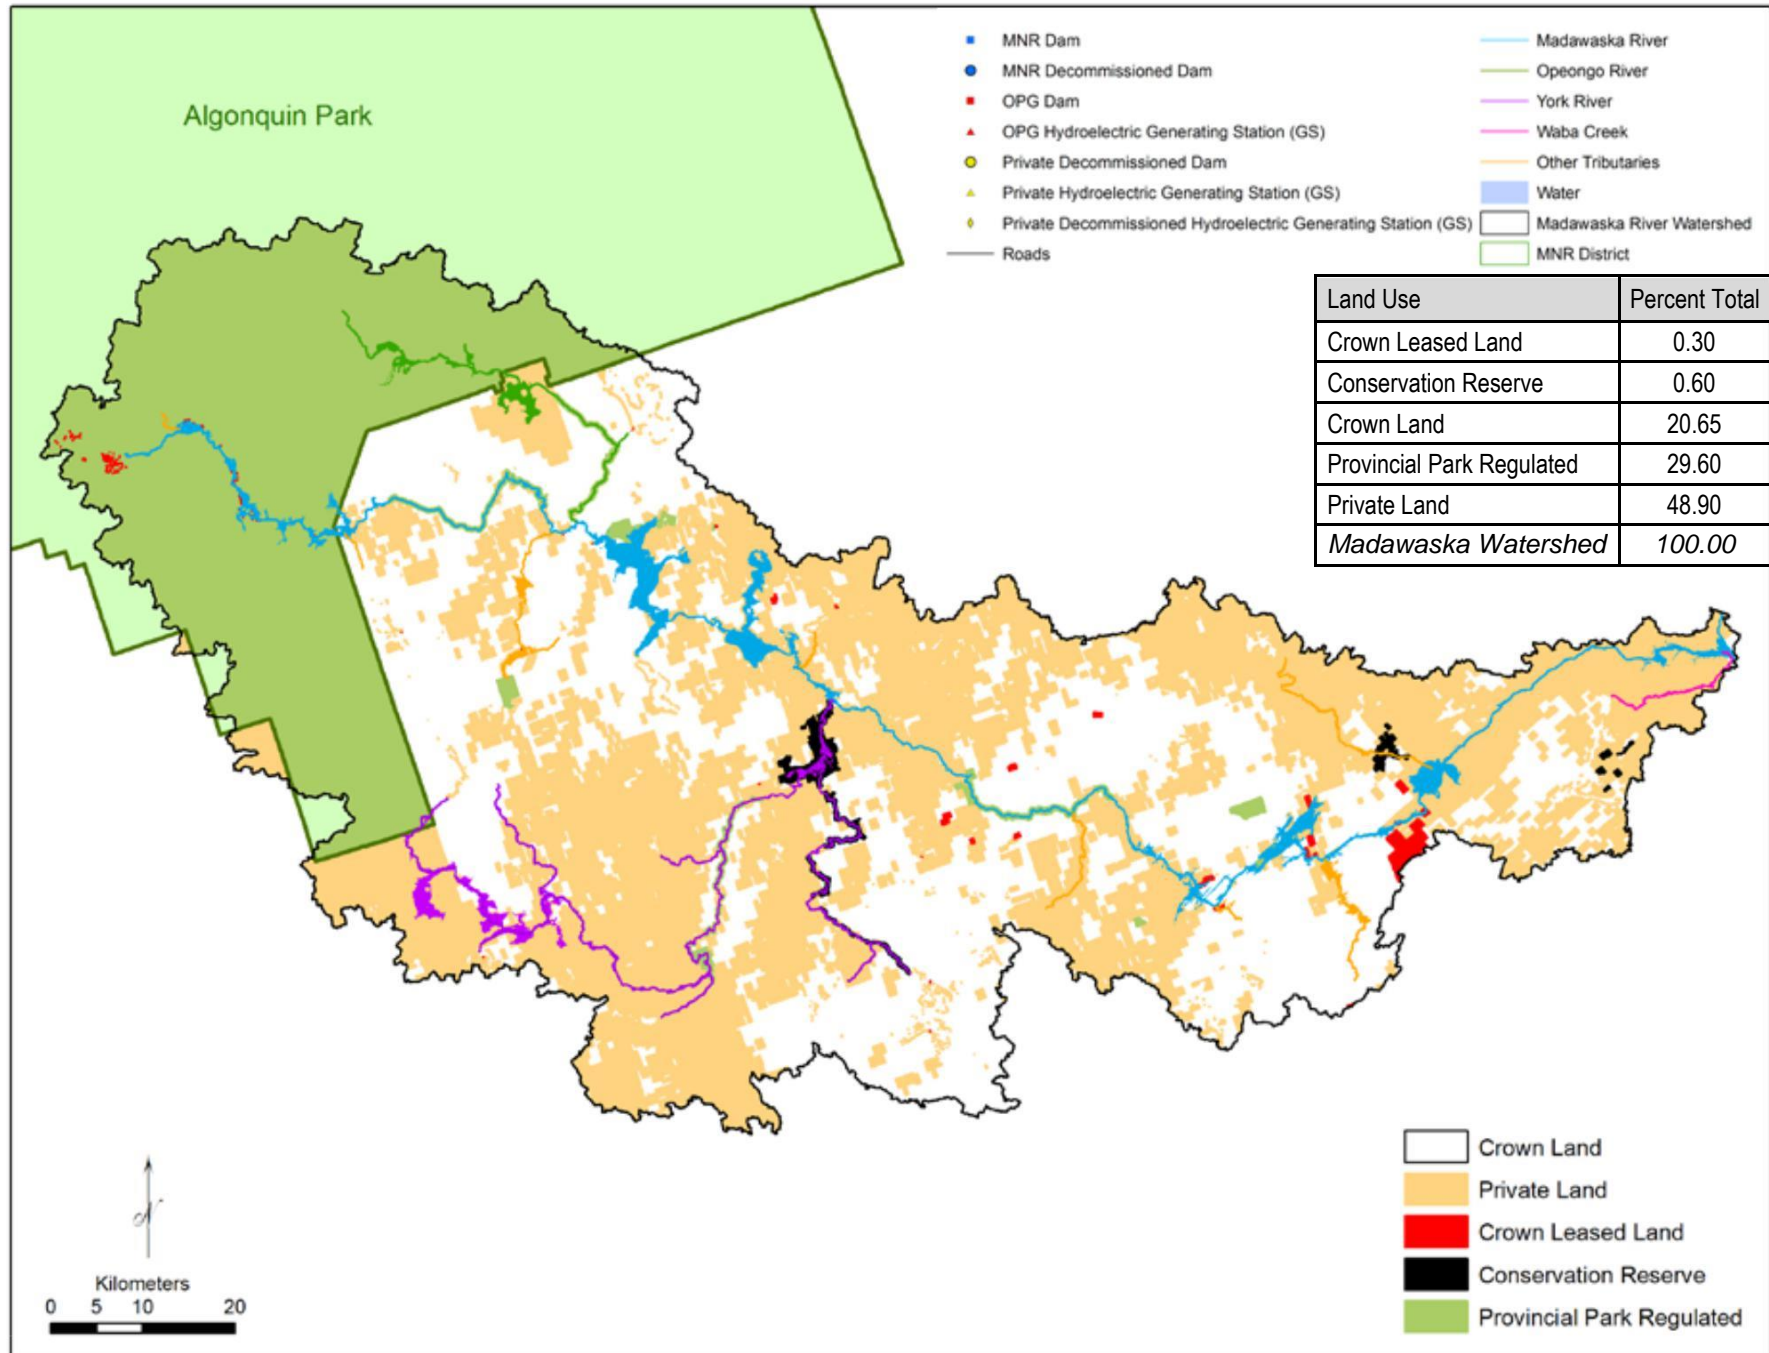 Algonquin Park
MNR Dam
MNR Decommissioned Dam
OPG Dam
OPG Hydroelectric Generating Station (GS)
Private Decommissioned Dam
Private Hydroelectric Generating Station (GS)
Private Decommissioned Hydroelectric Generating Station (GS)
Roads
Madawaska River
Opeongo River
York River
Waba Creek
Other Tributaries
Water
Madawaska River Watershed
MNR District
Land Use Percent Total
Crown Leased Land 0.30
Conservation Reserve 0.60
Crown Land 20.65
Provincial Park Regulated 29.60
Private Land 48.90
Madawaska Watershed 100.00
N
Kilometers
0 5 10 20
Crown Land
Private Land
Crown Leased Land
Conservation Reserve
Provincial Park Regulated